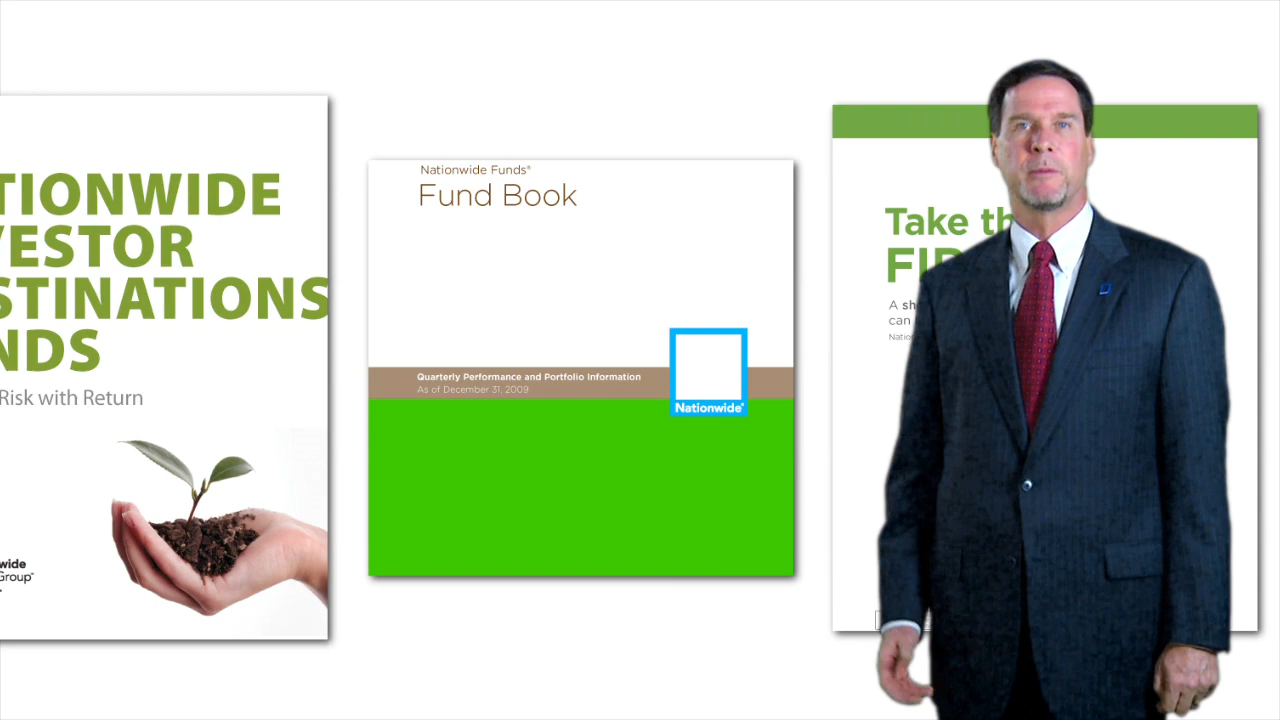 TIONWIDE
VESTOR
STINATIONS
NDS
Risk with Return
wide
Group
Nationwide Funds®
Fund Book
Quarterly Performance and Portfolio Information
As of December 31, 2009
Nationwide®
Take th
FI
A sh
can
Natio